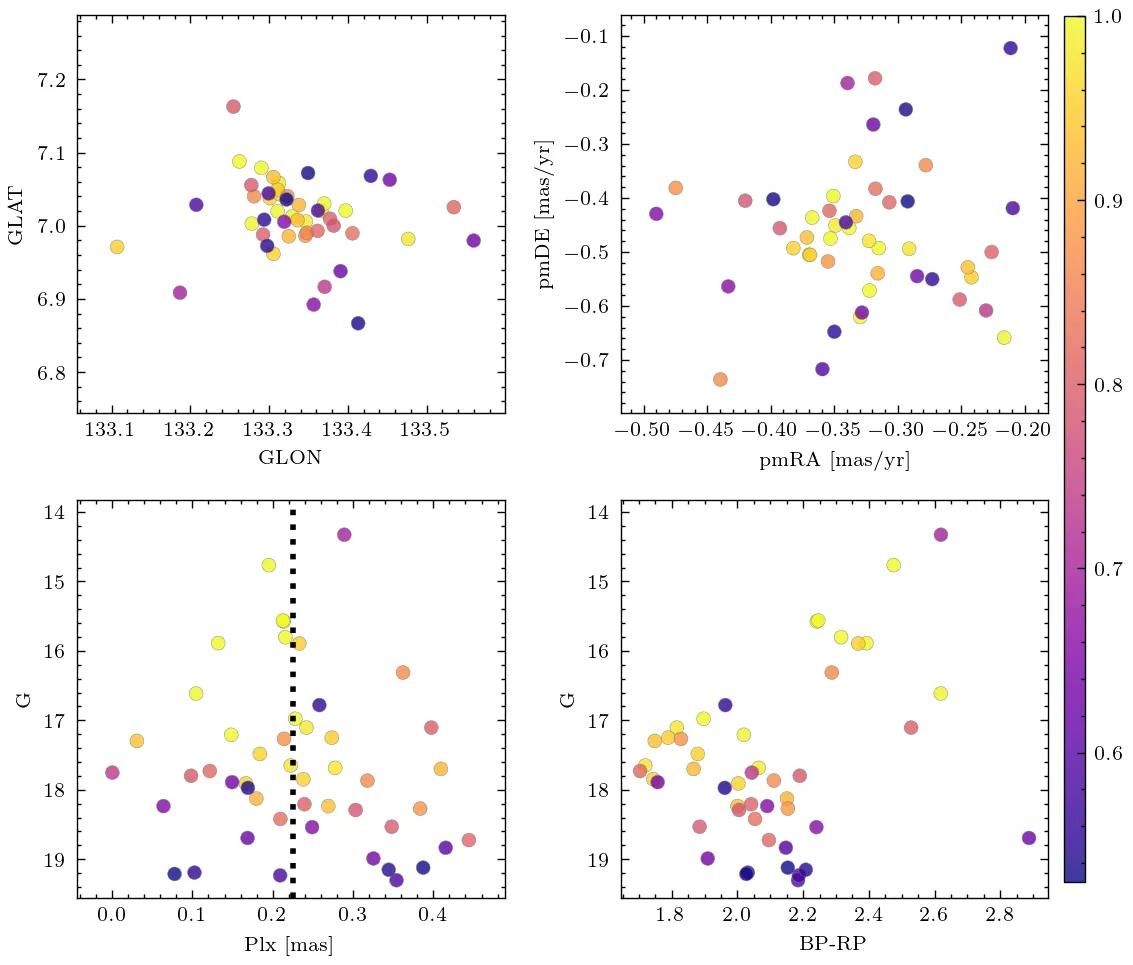 7.2
7.1
7.0
6.9
6.8
GLAT
133.1 133.2 133.3 133.4 133.5
GLON
−0.1
−0.2
−0.3
−0.4
−0.5
−0.6
−0.7
pmDE [mas/yr]
−0.50 −0.45 −0.40 −0.35 −0.30 −0.25 −0.20
pmRA [mas/yr]
14
15
16
17
18
19
G
0.0 0.1 0.2 0.3 0.4
Plx [mas]
14
15
16
17
18
19
G
1.8 2.0 2.2 2.4 2.6 2.8
BP-RP
1.0
0.9
0.8
0.7
0.6